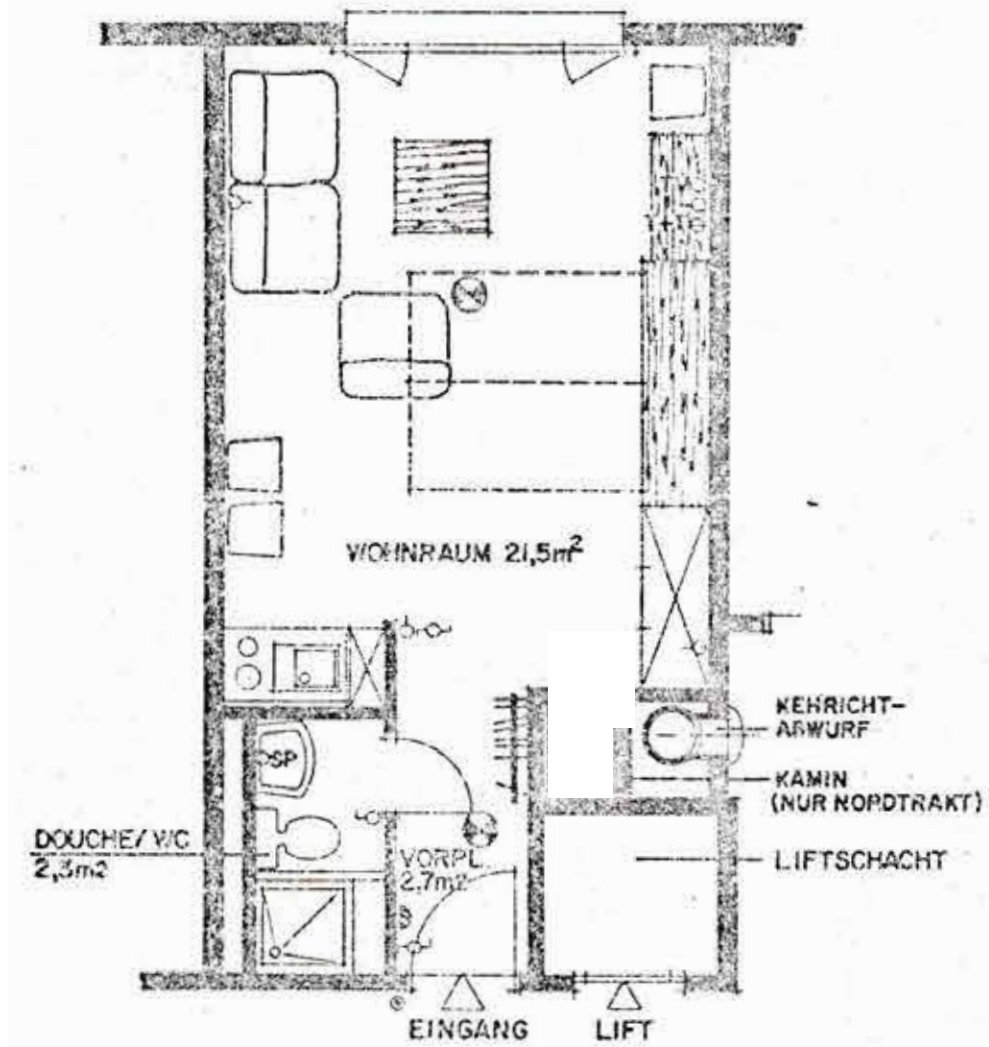 WOHNRAUM 21,5m²
KEHRICHT-
ABWURF
SP
KAMIN
(NUR NORDTRAKT)
DOUCHE/WC
2,3m2
VORPL.
2,7m2
LIFTSCHACHT
EINGANG
LIFT